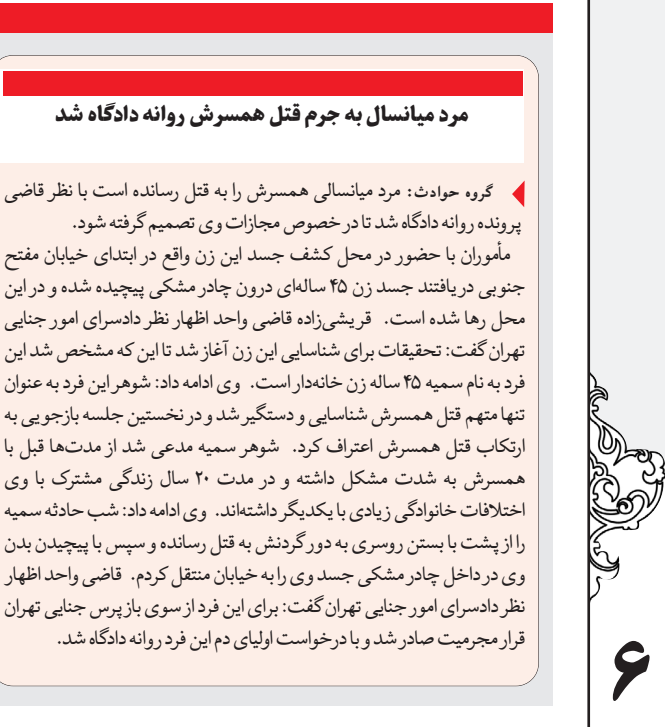 مرد میانسال به جرم قتل همسرش روانه دادگاه شد
گروه حوادث: مرد میانسالی همسرش را به قتل رسانده است با نظر قاضی
پرونده روانه دادگاه شد تا در خصوص مجازات وی تصمیم گرفته شود.
مأموران با حضور در محل کشف جسد این زن واقع در ابتدای خیابان مفتح
جنوبی دریافتند جسد زن ۴۵ ساله‌ای درون چادر مشکی پیچیده شده و در این
محل رها شده است. قریشی‌زاده قاضی واحد اظهار نظر دادسرای امور جنایی
تهران گفت: تحقیقات برای شناسایی این زن آغاز شد تا این که مشخص شد این
فرد به نام سمیه ۴۵ ساله زن خانه‌دار است. وی ادامه داد: شوهر این فرد به عنوان
تنها متهم قتل همسرش شناسایی و دستگیر شد و در نخستین جلسه بازجویی به
ارتکاب قتل همسرش اعتراف کرد. شوهر سمیه مدعی شد از مدت‌ها قبل با
همسرش به شدت مشکل داشته و در مدت ۲۰ سال زندگی مشترک با وی
اختلافات خانوادگی زیادی با یکدیگر داشته‌اند. وی ادامه داد: شب حادثه سمیه
را از پشت با بستن روسری به دور گردنش به قتل رسانده و سپس با پیچیدن بدن
وی در داخل چادر مشکی جسد وی را به خیابان منتقل کردم. قاضی واحد اظهار
نظر دادسرای امور جنایی تهران گفت: برای این فرد از سوی بازپرس جنایی تهران
قرار مجرمیت صادر شد و با درخواست اولیای دم این فرد روانه دادگاه شد.
۶